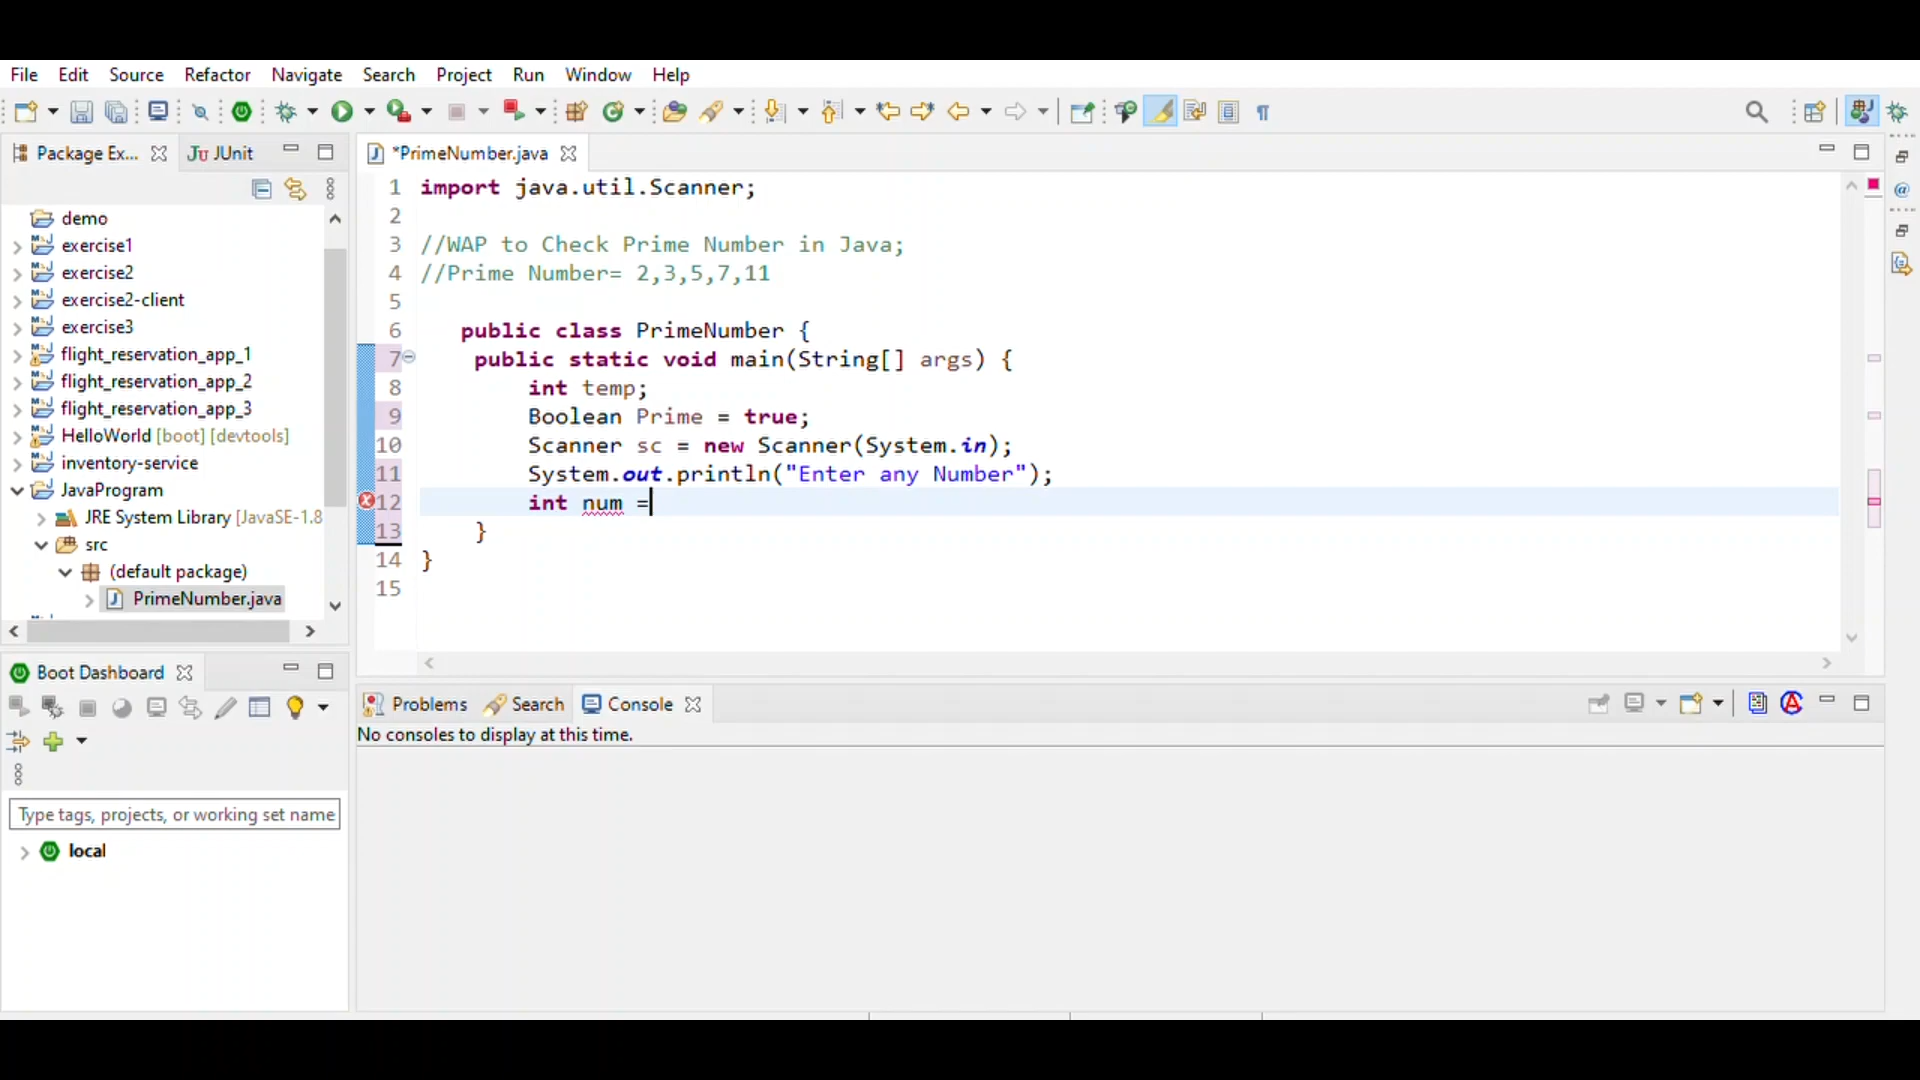 File Edit Source Refactor Navigate Search Project Run Window Help
Package Ex... JUnit
demo
exercise1
exercise2
exercise2-client
exercise3
flight_reservation_app_1
flight_reservation_app_2
flight_reservation_app_3
HelloWorld [boot] [devtools]
inventory-service
JavaProgram
JRE System Library [JavaSE-1.8
src
(default package)
PrimeNumber.java
*PrimeNumber.java
1 import java.util.Scanner;
2
3 //WAP to Check Prime Number in Java;
4 //Prime Number= 2,3,5,7,11
5
6 public class PrimeNumber {
7 public static void main(String[] args) {
8 int temp;
9 Boolean Prime = true;
10 Scanner sc = new Scanner(System.in);
11 System.out.println("Enter any Number");
12 int num =
13 }
14 }
15
Boot Dashboard
Type tags, projects, or working set name
local
Problems Search Console
No consoles to display at this time.